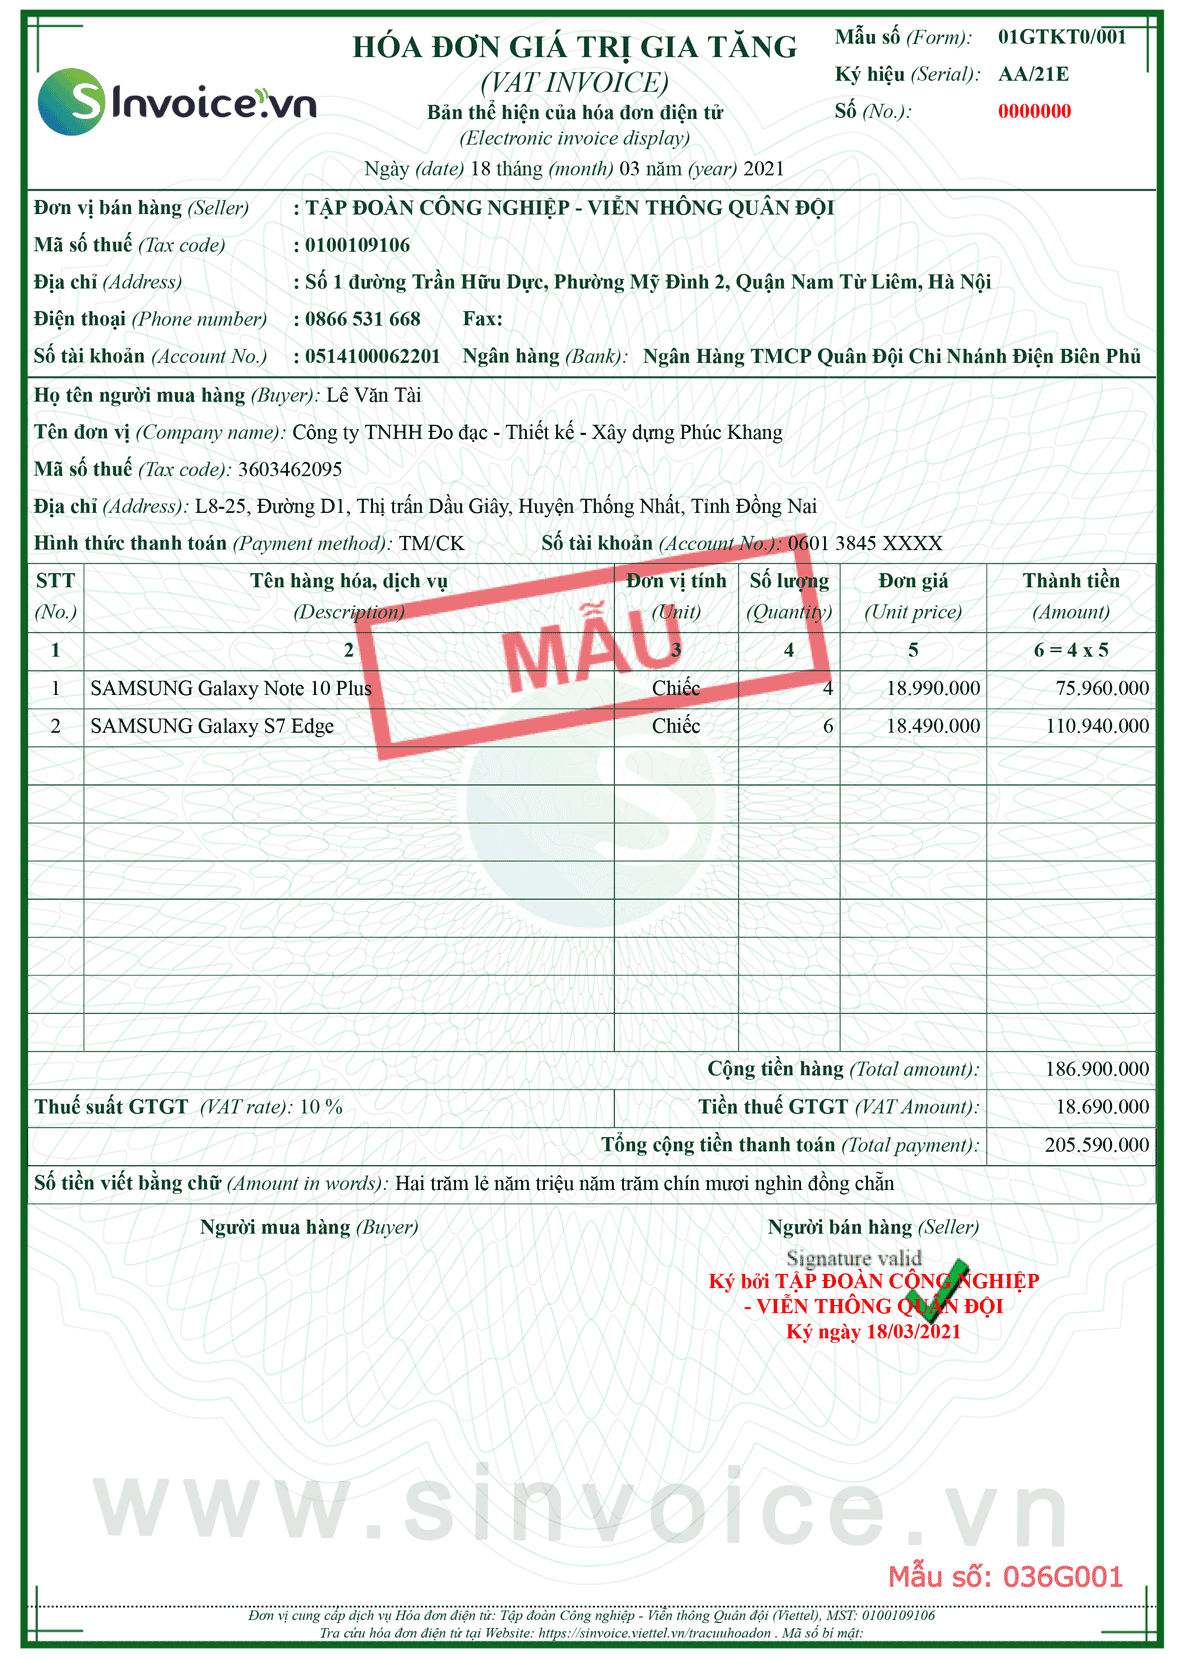 HÓA ĐƠN GIÁ TRỊ GIA TĂNG
(VAT INVOICE)
Bản thể hiện của hóa đơn điện tử
(Electronic invoice display)
Ngày (date) 18 tháng (month) 03 năm (year) 2021
Mẫu số (Form): 01GTKT0/001
Ký hiệu (Serial): AA/21E
Số (No.): 0000000
S Invoice.vn
Đơn vị bán hàng (Seller) : TẬP ĐOÀN CÔNG NGHIỆP - VIỄN THÔNG QUÂN ĐỘI
Mã số thuế (Tax code) : 0100109106
Địa chỉ (Address) : Số 1 đường Trần Hữu Dực, Phường Mỹ Đình 2, Quận Nam Từ Liêm, Hà Nội
Điện thoại (Phone number) : 0866 531 668 Fax:
Số tài khoản (Account No.) : 0514100062201 Ngân hàng (Bank): Ngân Hàng TMCP Quân Đội Chi Nhánh Điện Biên Phủ
Họ tên người mua hàng (Buyer): Lê Văn Tài
Tên đơn vị (Company name): Công ty TNHH Đo đạc - Thiết kế - Xây dựng Phúc Khang
Mã số thuế (Tax code): 3603462095
Địa chỉ (Address): L8-25, Đường D1, Thị trấn Dầu Giây, Huyện Thống Nhất, Tỉnh Đồng Nai
Hình thức thanh toán (Payment method): TM/CK Số tài khoản (Account No.): 0601 3845 XXXX
STT Tên hàng hóa, dịch vụ Đơn vị tính Số lượng Đơn giá Thành tiền
(No.) (Description) (Unit) (Quantity) (Unit price) (Amount)
MẪU
1 2 3 4 5 6 = 4 x 5
1 SAMSUNG Galaxy Note 10 Plus Chiếc 4 18.990.000 75.960.000
2 SAMSUNG Galaxy S7 Edge Chiếc 6 18.490.000 110.940.000
S
Cộng tiền hàng (Total amount): 186.900.000
Thuế suất GTGT (VAT rate): 10 % Tiền thuế GTGT (VAT Amount): 18.690.000
Tổng cộng tiền thanh toán (Total payment): 205.590.000
Số tiền viết bằng chữ (Amount in words): Hai trăm lẻ năm triệu năm trăm chín mươi nghìn đồng chẵn
Người mua hàng (Buyer) Người bán hàng (Seller)
Signature valid
Ký bởi TẬP ĐOÀN CÔNG NGHIỆP
- VIỄN THÔNG QUÂN ĐỘI
Ký ngày 18/03/2021
www.sinvoice.vn
Mẫu số: 036G001
Đơn vị cung cấp dịch vụ Hóa đơn điện tử: Tập đoàn Công nghiệp - Viễn thông Quân đội (Viettel), MST: 0100109106
Tra cứu hóa đơn điện tử tại Website: https://sinvoice.viettel.vn/tracuuhoadon . Mã số bí mật: